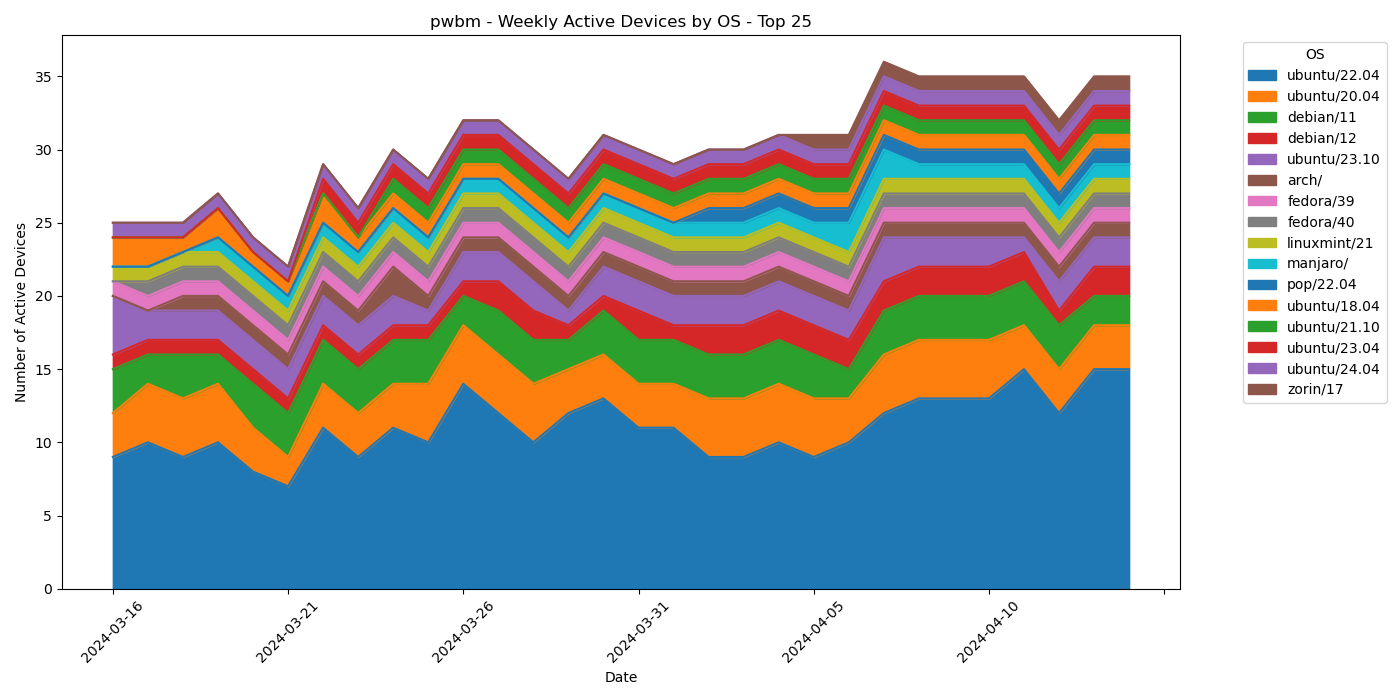 pwbm - Weekly Active Devices by OS - Top 25
Number of Active Devices
35
30
25
20
15
10
5
0
2024-03-16
2024-03-21
2024-03-26
2024-03-31
2024-04-05
2024-04-10
Date
OS
ubuntu/22.04
ubuntu/20.04
debian/11
debian/12
ubuntu/23.10
arch/
fedora/39
fedora/40
linuxmint/21
manjaro/
pop/22.04
ubuntu/18.04
ubuntu/21.10
ubuntu/23.04
ubuntu/24.04
zorin/17